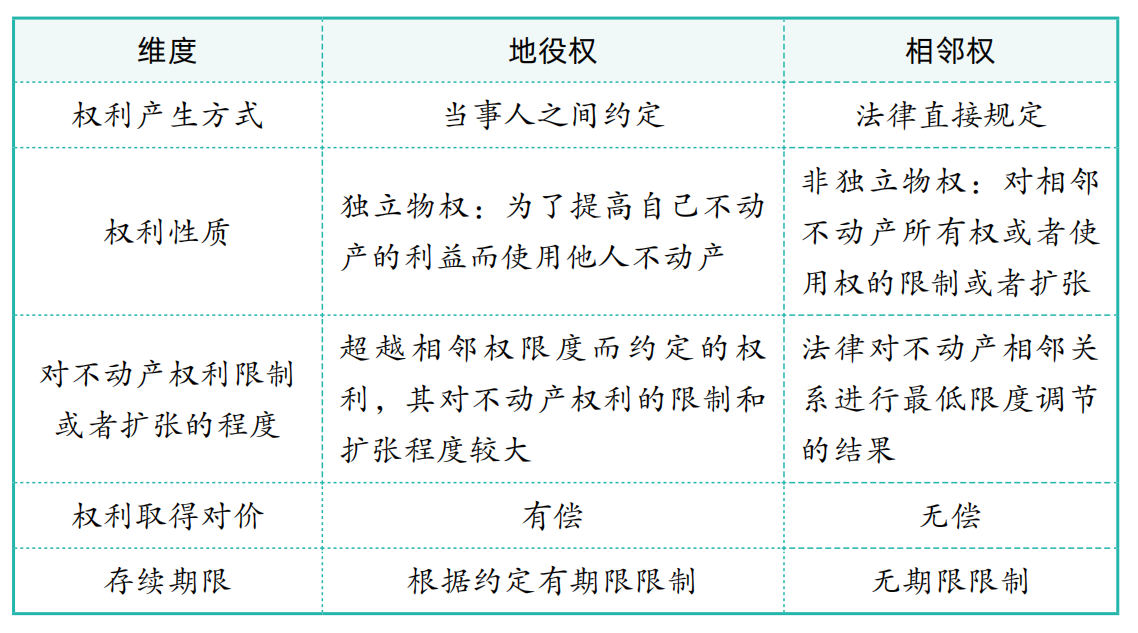 维度
地役权
相邻权
权利产生方式
当事人之间约定
法律直接规定
权利性质
独立物权：为了提高自己不动
产的利益而使用他人不动产
非独立物权：对相邻
不动产所有权或者使
用权的限制或者扩张
对不动产权利限制
或者扩张的程度
超越相邻权限度而约定的权
利，其对不动产权利的限制和
扩张程度较大
法律对不动产相邻关
系进行最低限度调节
的结果
权利取得对价
有偿
无偿
存续期限
根据约定有期限限制
无期限限制